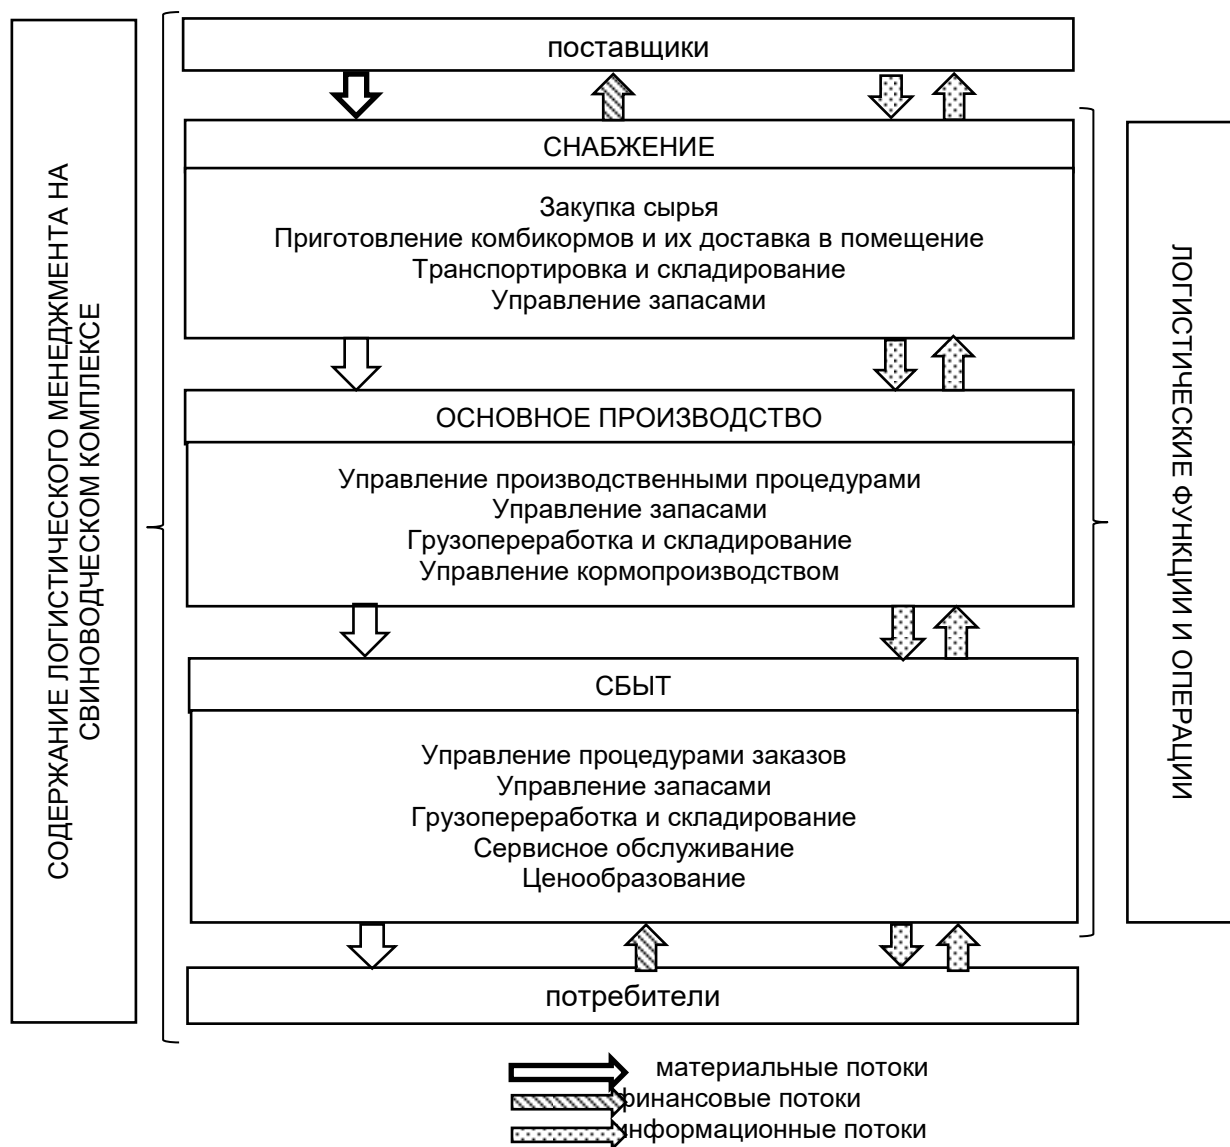 СОДЕРЖАНИЕ ЛОГИСТИЧЕСКОГО МЕНЕДЖМЕНТА НА
СВИНОВОДЧЕСКОМ КОМПЛЕКСЕ
поставщики
СНАБЖЕНИЕ
Закупка сырья
Приготовление комбикормов и их доставка в помещение
Транспортировка и складирование
Управление запасами
ОСНОВНОЕ ПРОИЗВОДСТВО
Управление производственными процедурами
Управление запасами
Грузопереработка и складирование
Управление кормопроизводством
СБЫТ
Управление процедурами заказов
Управление запасами
Грузопереработка и складирование
Сервисное обслуживание
Ценообразование
потребители
ЛОГИСТИЧЕСКИЕ ФУНКЦИИ И ОПЕРАЦИИ
материальные потоки
финансовые потоки
информационные потоки